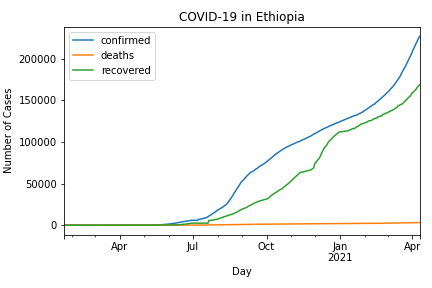 COVID-19 in Ethiopia
confirmed
deaths
recovered
Number of Cases
200000
150000
100000
50000
0
Apr
Jul
Oct
Jan
2021
Apr
Day